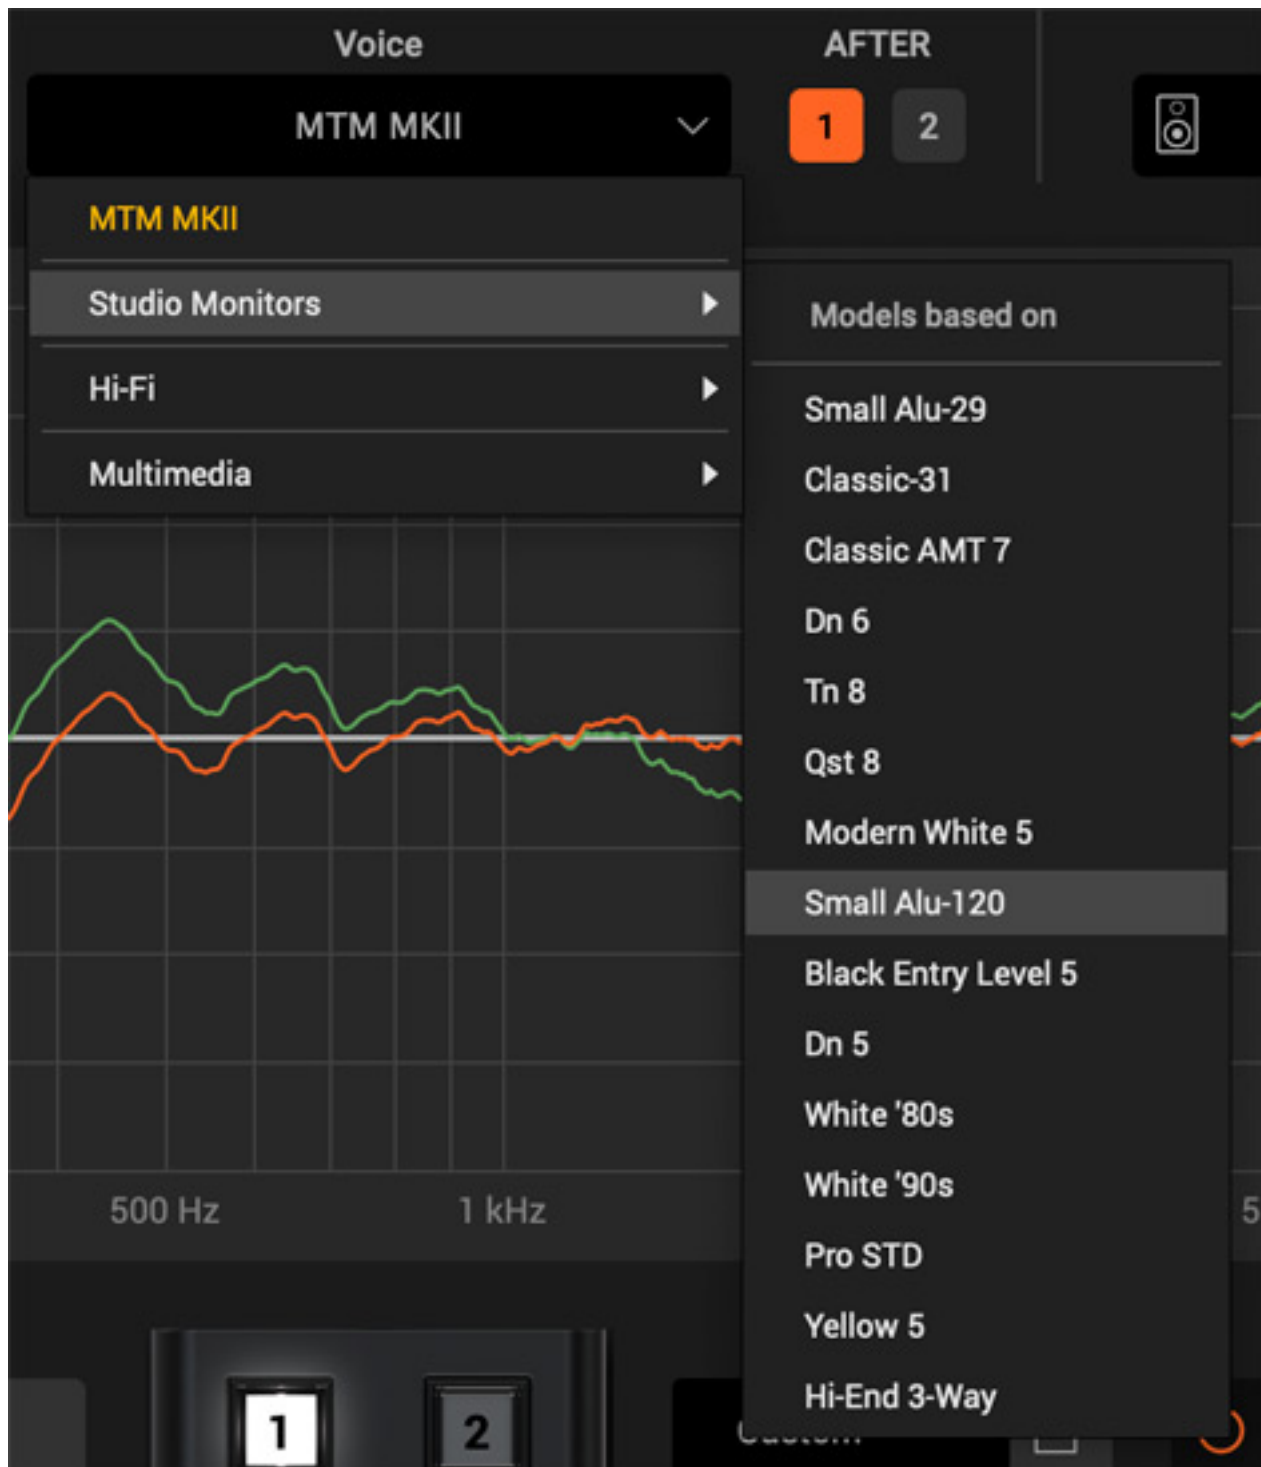 Voice
AFTER
MTM MKII
1
2
MTM MKII
Studio Monitors
Hi-Fi
Multimedia
Models based on
Small Alu-29
Classic-31
Classic AMT 7
Dn 6
Tn 8
Qst 8
Modern White 5
Small Alu-120
Black Entry Level 5
Dn 5
White '80s
White '90s
Pro STD
Yellow 5
Hi-End 3-Way
500 Hz
1 kHz
5
1
2
Custom